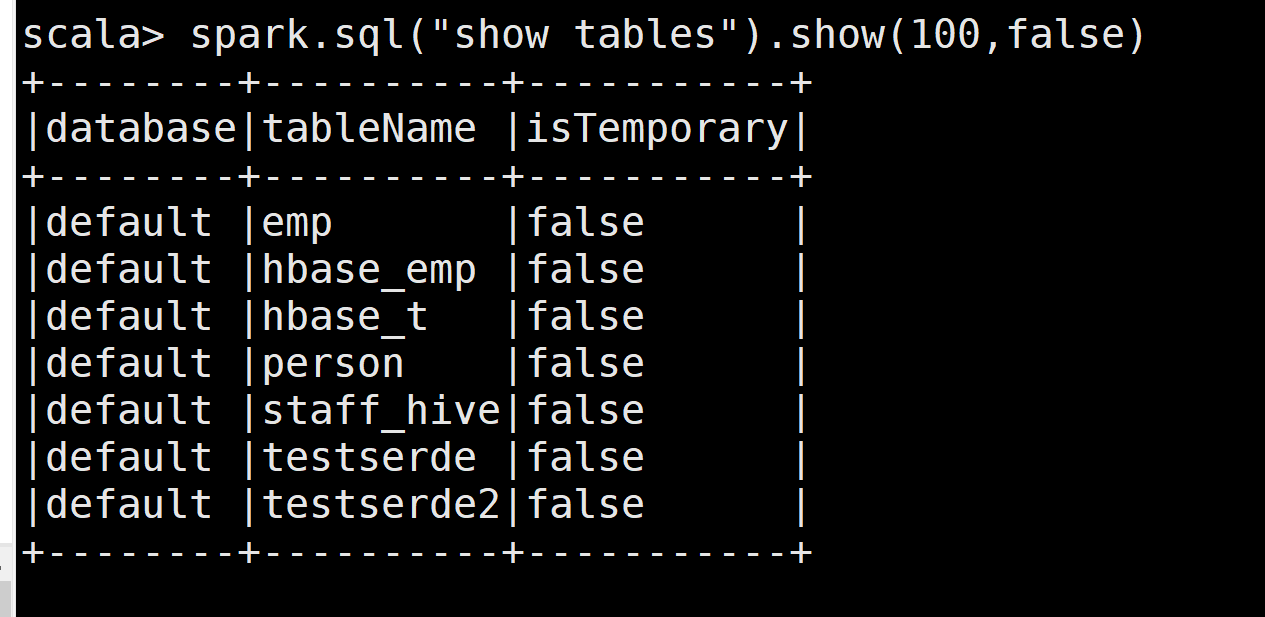 scala> spark.sql("show tables").show(100,false)
+--------+----------+-----------+
|database|tableName |isTemporary|
+--------+----------+-----------+
|default |emp       |false      |
|default |hbase_emp |false      |
|default |hbase_t   |false      |
|default |person    |false      |
|default |staff_hive|false      |
|default |testserde |false      |
|default |testserde2|false      |
+--------+----------+-----------+